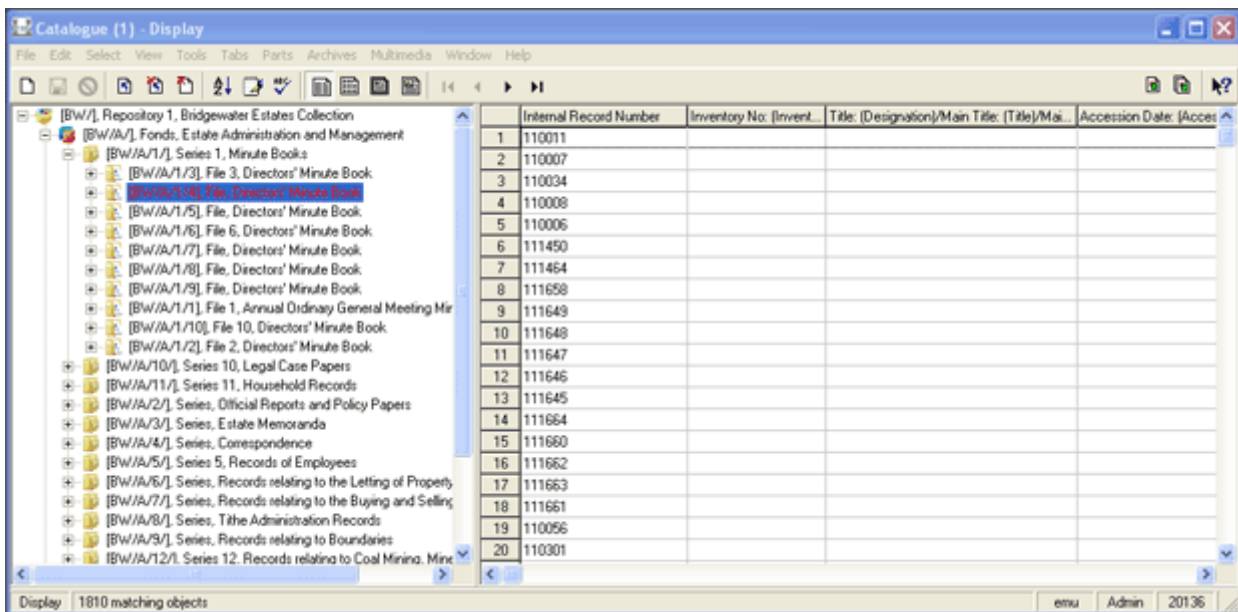 Catalogue (1) - Display
File Edit Select View Tools Tabs Parts Archives Multimedia Window Help
[BW/], Repository 1, Bridgewater Estates Collection
[BW//A/], Fonds, Estate Administration and Management
[BW//A/1/], Series 1, Minute Books
[BW//A/1/3], File 3, Directors' Minute Book
[BW//A/1/4], File, Directors' Minute Book
[BW//A/1/5], File, Directors' Minute Book
[BW//A/1/6], File 6, Directors' Minute Book
[BW//A/1/7], File, Directors' Minute Book
[BW//A/1/8], File, Directors' Minute Book
[BW//A/1/9], File, Directors' Minute Book
[BW//A/1/1], File 1, Annual Ordinary General Meeting Mir
[BW//A/1/10], File 10, Directors' Minute Book
[BW//A/1/2], File 2, Directors' Minute Book
[BW//A/10/], Series 10, Legal Case Papers
[BW//A/11/], Series 11, Household Records
[BW//A/2/], Series, Official Reports and Policy Papers
[BW//A/3/], Series, Estate Memoranda
[BW//A/4/], Series, Correspondence
[BW//A/5/], Series 5, Records of Employees
[BW//A/6/], Series, Records relating to the Letting of Property
[BW//A/7/], Series, Records relating to the Buying and Selling
[BW//A/8/], Series, Tithe Administration Records
[BW//A/9/], Series, Records relating to Boundaries
[BW//A/12/], Series 12, Records relating to Coal Mining, Mine
Internal Record Number Inventory No: (Invent... Title: (Designation)/Main Title: (Title)/Mai... Accession Date: (Acces
1 110011
2 110007
3 110034
4 110008
5 110006
6 111450
7 111464
8 111658
9 111649
10 111648
11 111647
12 111646
13 111645
14 111664
15 111660
16 111662
17 111663
18 111661
19 110056
20 110301
Display 1810 matching objects emu Admin 20136